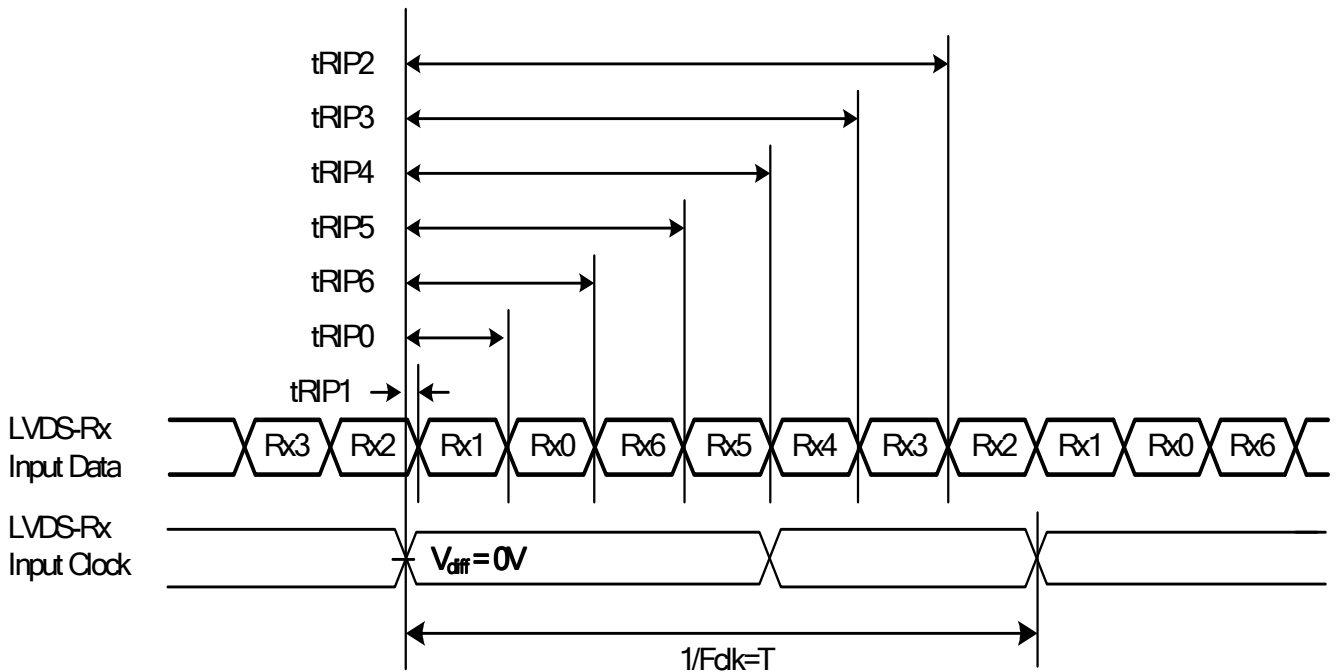 tRIP2
tRIP3
tRIP4
tRIP5
tRIP6
tRIP0
tRIP1
LVDS-Rx
Input Data
Rx3 Rx2 Rx1 Rx0 Rx6 Rx5 Rx4 Rx3 Rx2 Rx1 Rx0 Rx6
LVDS-Rx
Input Clock
Vdiff = 0V
1/Fclk=T